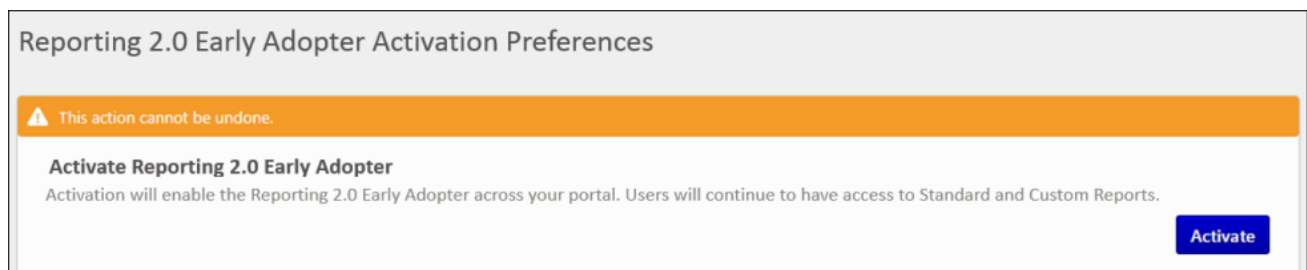 Reporting 2.0 Early Adopter Activation Preferences
This action cannot be undone.
Activate Reporting 2.0 Early Adopter
Activation will enable the Reporting 2.0 Early Adopter across your portal. Users will continue to have access to Standard and Custom Reports.
Activate